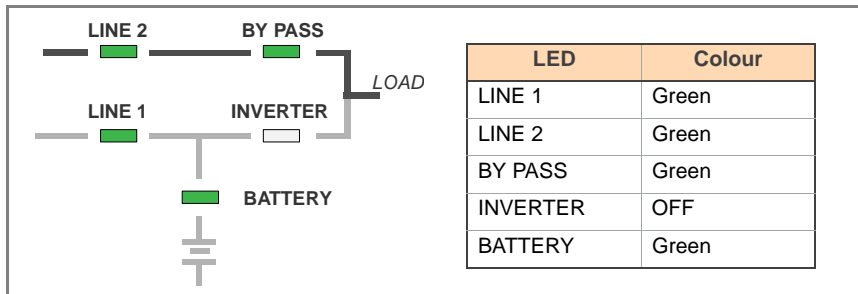 LINE 2 BY PASS
LOAD
LINE 1 INVERTER
BATTERY
LED Colour
LINE 1 Green
LINE 2 Green
BY PASS Green
INVERTER OFF
BATTERY Green